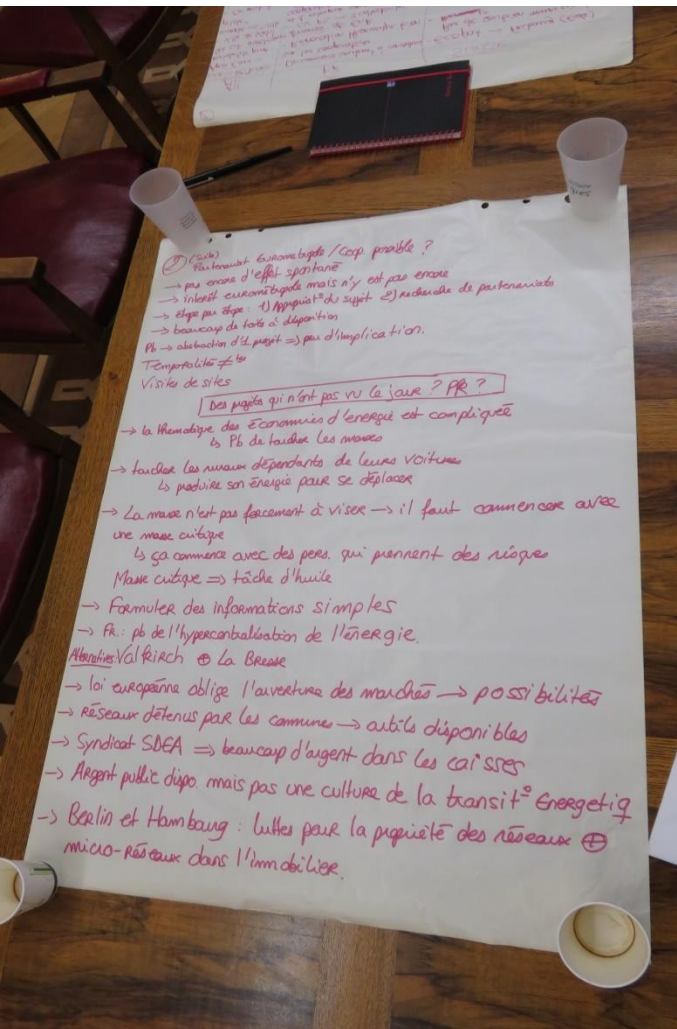 ② (Suite)
Partenariat Eurométropole / Coop. possible ?
→ pas encore d'effet spontané
→ intérêt eurométropole mais n'y est pas encore
→ étape par étape : 1) Appropriat° du sujet 2) recherche de partenariats
→ beaucoup de toits à disposition
Pb → abstraction d'1 projet => peu d'implication.
Temporalités ≠tes
Visites de sites
Des projets qui n'ont pas vu le jour ? PR ?
→ la thématique des économies d'énergie est compliquée
↳ Pb de toucher les masses
→ toucher les ruraux dépendants de leurs voitures
↳ produire son énergie pour se déplacer
→ La masse n'est pas forcement à viser → il faut commencer avec
une masse critique
↳ ça commence avec des pers. qui prennent des risques
Masse critique => tâche d'huile
→ Formuler des informations simples
→ FR.: pb de l'hypercentralisation de l'énergie.
Alternatives: Valkirch ⊕ La Bresse
→ loi européenne oblige l'ouverture des marchés → possibilités
→ Réseaux détenus par les communes → outils disponibles
→ Syndicat SDEA => beaucoup d'argent dans les caisses
→ Argent public dispo. mais pas une culture de la transit° Energetiq
→ Berlin et Hambourg : luttes pour la propriété des réseaux ⊕
micro-réseaux dans l'immobilier.